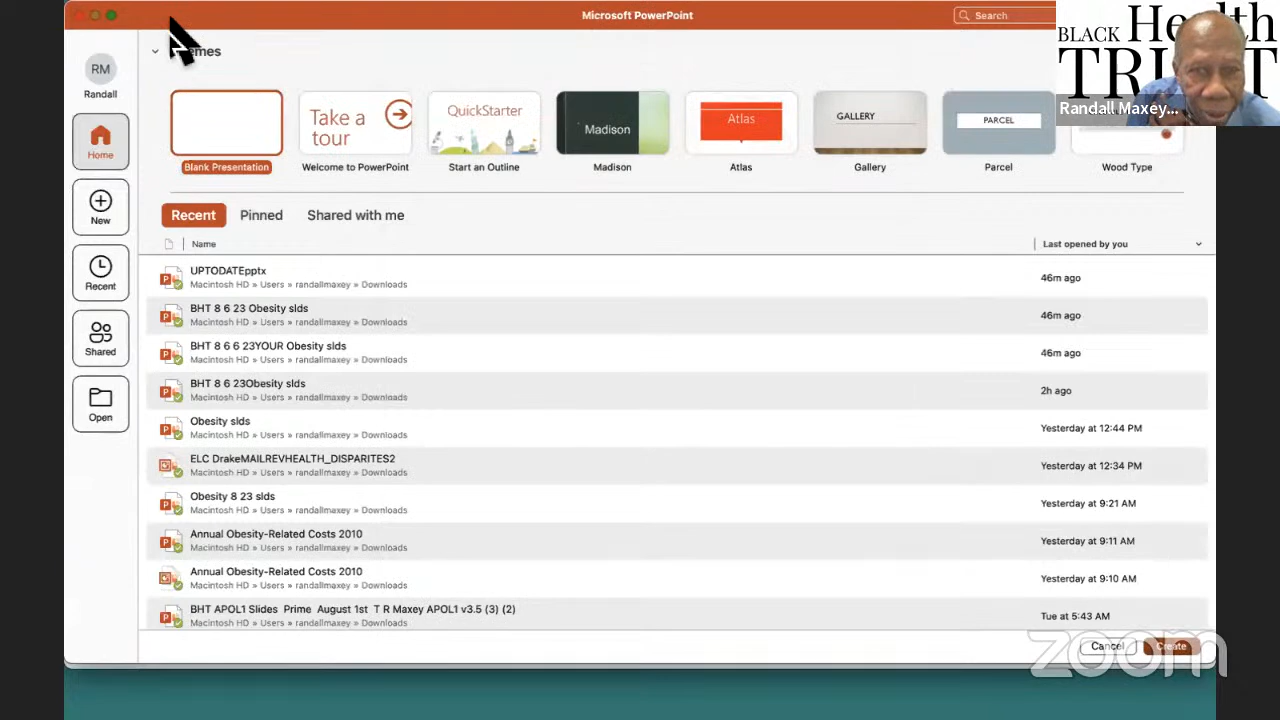 Microsoft PowerPoint
Search
BLACK Health
TRUST
Randall Maxey...
RM
Randall
Home
New
Recent
Shared
Open
Take a
tour
QuickStarter
Madison
Atlas
GALLERY
PARCEL
Blank Presentation
Welcome to PowerPoint
Start an Outline
Madison
Atlas
Gallery
Parcel
Wood Type
Recent Pinned Shared with me
Name Last opened by you
UPTODATEpptx
Macintosh HD » Users » randallmaxey » Downloads
46m ago
BHT 8 6 23 Obesity slds
Macintosh HD » Users » randallmaxey » Downloads
46m ago
BHT 8 6 6 23YOUR Obesity slds
Macintosh HD » Users » randallmaxey » Downloads
46m ago
BHT 8 6 23Obesity slds
Macintosh HD » Users » randallmaxey » Downloads
2h ago
Obesity slds
Macintosh HD » Users » randallmaxey » Downloads
Yesterday at 12:44 PM
ELC DrakeMAILREVHEALTH_DISPARITES2
Macintosh HD » Users » randallmaxey » Downloads
Yesterday at 12:34 PM
Obesity 8 23 slds
Macintosh HD » Users » randallmaxey » Downloads
Yesterday at 9:21 AM
Annual Obesity-Related Costs 2010
Macintosh HD » Users » randallmaxey » Downloads
Yesterday at 9:11 AM
Annual Obesity-Related Costs 2010
Macintosh HD » Users » randallmaxey » Downloads
Yesterday at 9:10 AM
BHT APOL1 Slides Prime August 1st T R Maxey APOL1 v3.5 (3) (2)
Macintosh HD » Users » randallmaxey » Downloads
Tue at 5:43 AM
Cancel Create
zoom